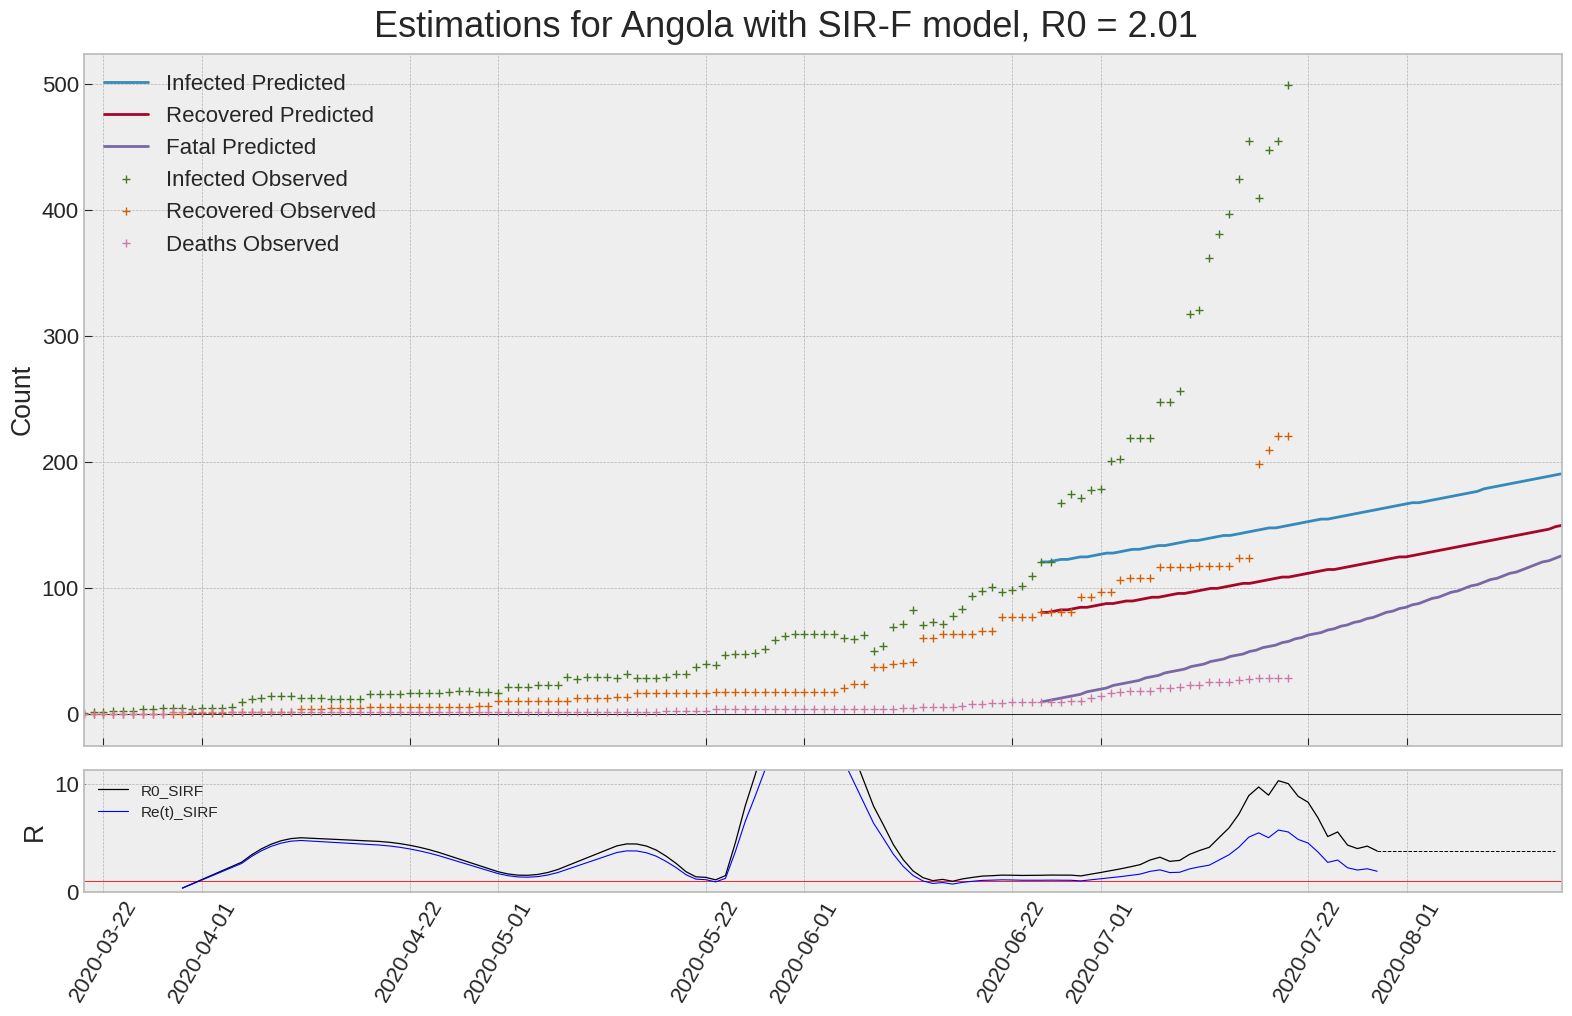 Estimations for Angola with SIR-F model, R0 = 2.01
500
400
300
200
100
0
Count
Infected Predicted
Recovered Predicted
Fatal Predicted
Infected Observed
Recovered Observed
Deaths Observed
10
0
R
R0_SIRF
Re(t)_SIRF
2020-03-22
2020-04-01
2020-04-22
2020-05-01
2020-05-22
2020-06-01
2020-06-22
2020-07-01
2020-07-22
2020-08-01